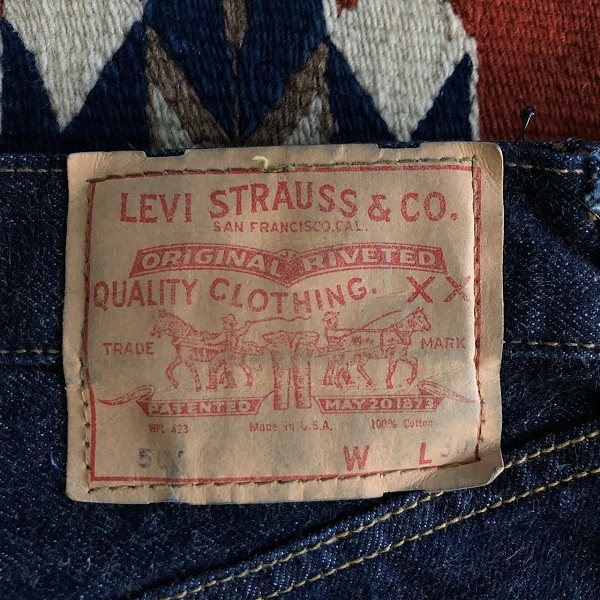 LEVI STRAUSS & CO.
SAN FRANCISCO, CAL.
ORIGINAL RIVETED
QUALITY CLOTHING. XX
TRADE MARK
PATENTED MAY 20 1873
WPL 423 Made in U.S.A. 100% Cotton
W L